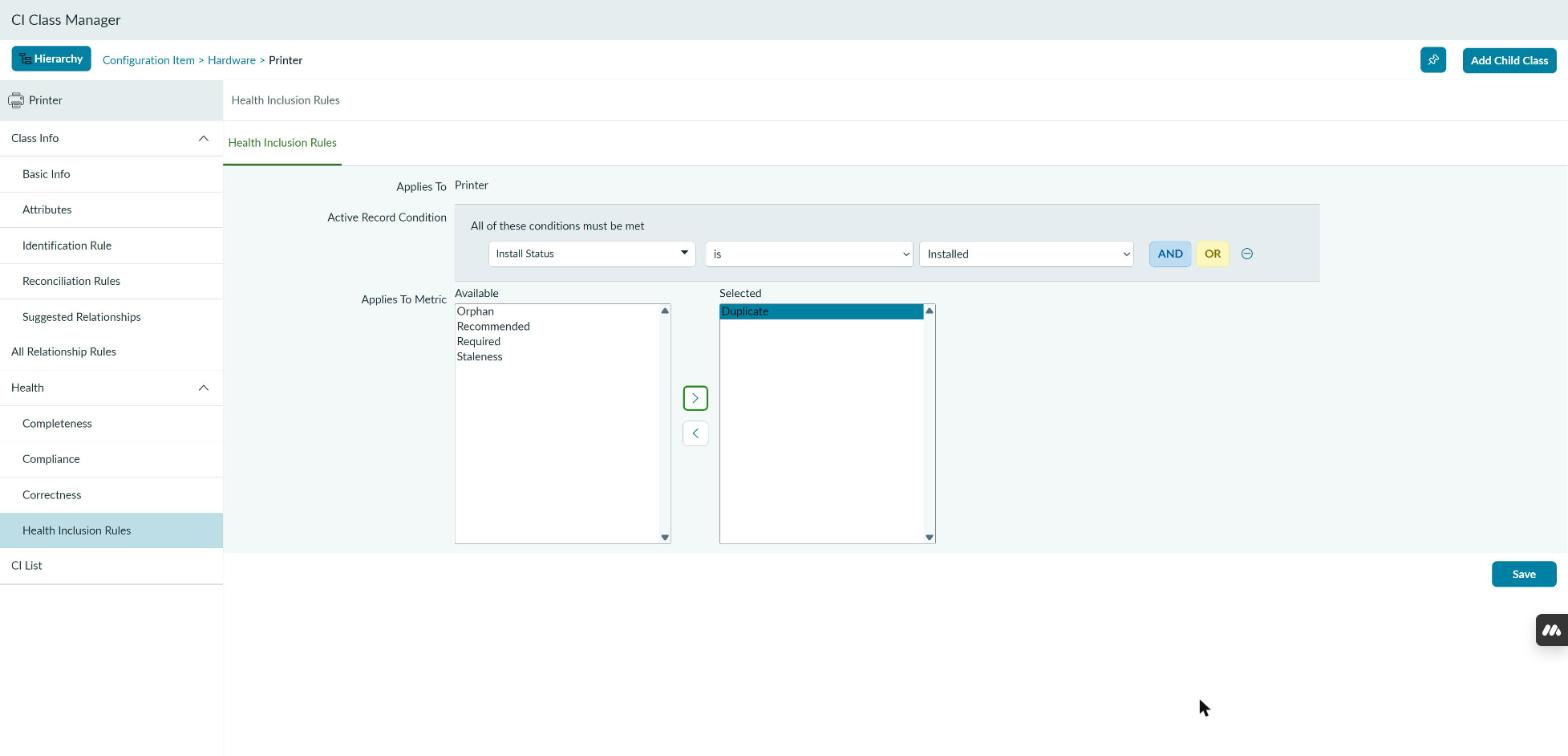 CI Class Manager
Hierarchy
Configuration Item > Hardware > Printer
Add Child Class
Printer
Health Inclusion Rules
Class Info
Health Inclusion Rules
Basic Info
Applies To Printer
Attributes
Active Record Condition
All of these conditions must be met
Identification Rule
Install Status is Installed AND OR
Reconciliation Rules
Applies To Metric
Available
Selected
Suggested Relationships
Orphan
Recommended
Required
Staleness
Duplicate
All Relationship Rules
Health
Completeness
Compliance
Correctness
Health Inclusion Rules
CI List
Save